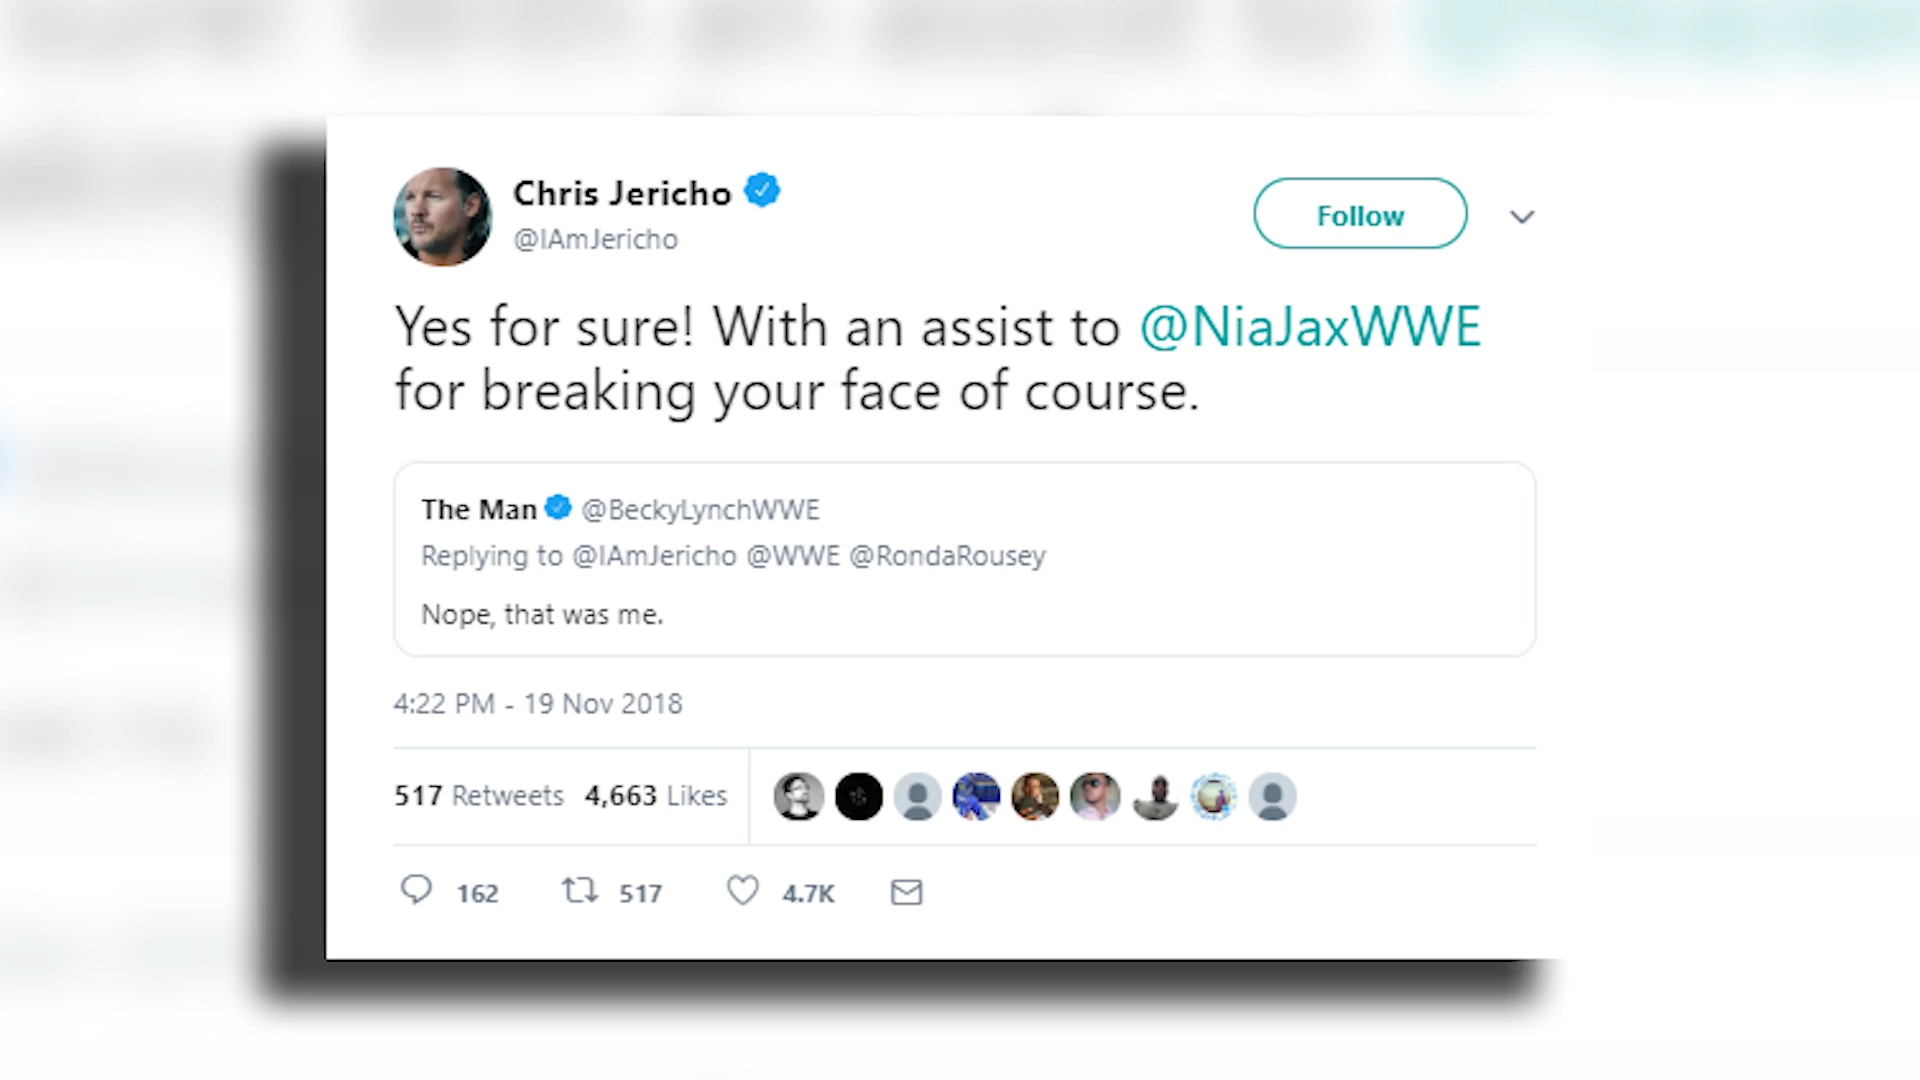 Chris Jericho
@IAmJericho
Follow
Yes for sure! With an assist to @NiaJaxWWE
for breaking your face of course.
The Man @BeckyLynchWWE
Replying to @IAmJericho @WWE @RondaRousey
Nope, that was me.
4:22 PM - 19 Nov 2018
517 Retweets 4,663 Likes
162 517 4.7K